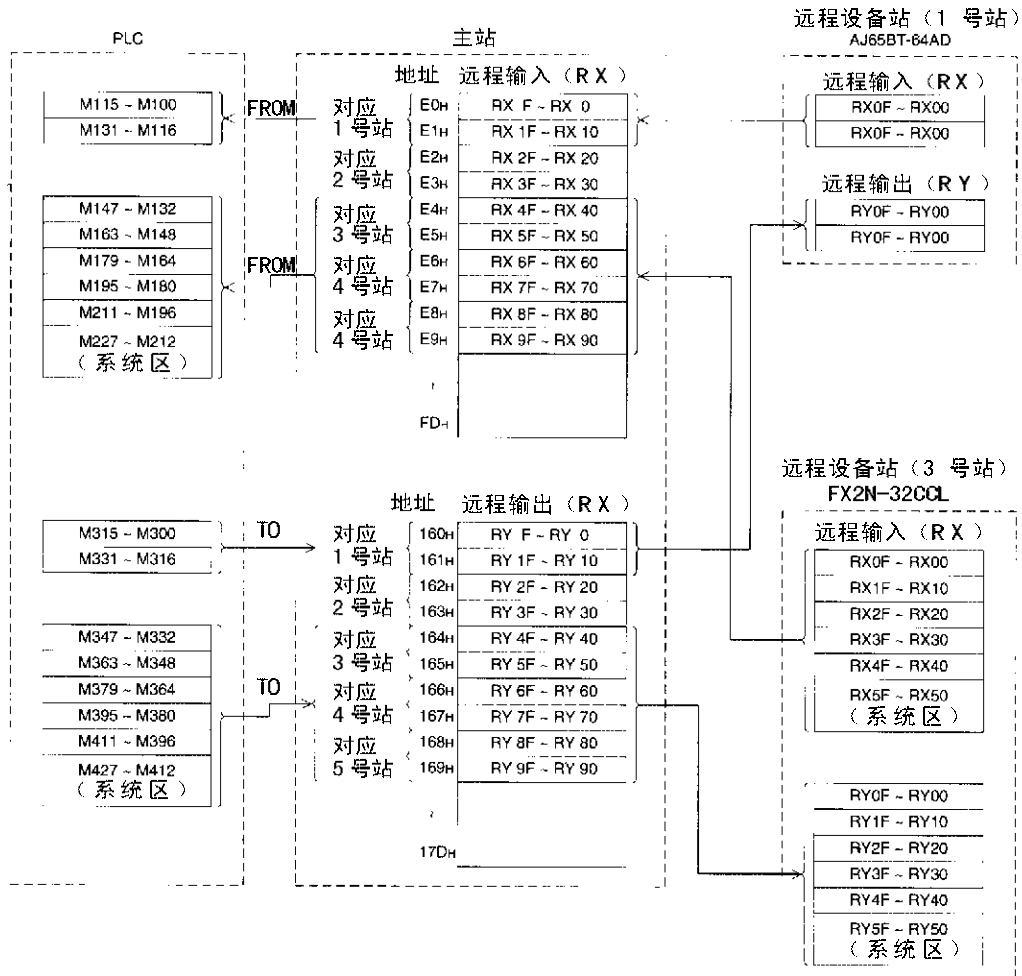 PLC
M115 ~ M100
M131 ~ M116
M147 ~ M132
M163 ~ M148
M179 ~ M164
M195 ~ M180
M211 ~ M196
M227 ~ M212
（系统区）
M315 ~ M300
M331 ~ M316
M347 ~ M332
M363 ~ M348
M379 ~ M364
M395 ~ M380
M411 ~ M396
M427 ~ M412
（系统区）
FROM
FROM
TO
TO
主站
地址 远程输入（RX）
对应
1 号站
E0H RX F ~ RX 0
E1H RX 1F ~ RX 10
对应
2 号站
E2H RX 2F ~ RX 20
E3H RX 3F ~ RX 30
对应
3 号站
E4H RX 4F ~ RX 40
E5H RX 5F ~ RX 50
对应
4 号站
E6H RX 6F ~ RX 60
E7H RX 7F ~ RX 70
对应
4 号站
E8H RX 8F ~ RX 80
E9H RX 9F ~ RX 90
~
FDH
地址 远程输出（RX）
对应
1 号站
160H RY F ~ RY 0
161H RY 1F ~ RY 10
对应
2 号站
162H RY 2F ~ RY 20
163H RY 3F ~ RY 30
对应
3 号站
164H RY 4F ~ RY 40
165H RY 5F ~ RY 50
对应
4 号站
166H RY 6F ~ RY 60
167H RY 7F ~ RY 70
对应
5 号站
168H RY 8F ~ RY 80
169H RY 9F ~ RY 90
~
17DH
远程设备站（1 号站）
AJ65BT-64AD
远程输入（RX）
RX0F ~ RX00
RX0F ~ RX00
远程输出（RY）
RY0F ~ RY00
RY0F ~ RY00
远程设备站（3 号站）
FX2N-32CCL
远程输入（RX）
RX0F ~ RX00
RX1F ~ RX10
RX2F ~ RX20
RX3F ~ RX30
RX4F ~ RX40
RX5F ~ RX50
（系统区）
RY0F ~ RY00
RY1F ~ RY10
RY2F ~ RY20
RY3F ~ RY30
RY4F ~ RY40
RY5F ~ RY50
（系统区）